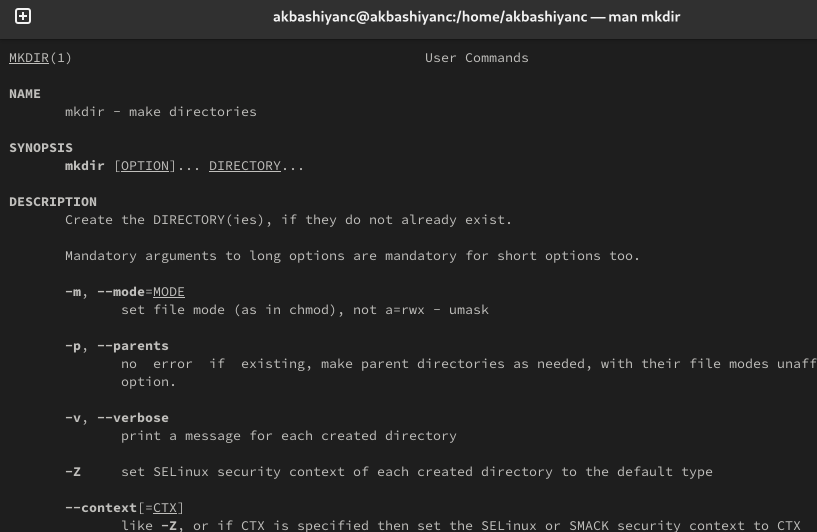 akbashiyanc@akbashiyanc:/home/akbashiyanc — man mkdir
MKDIR(1) User Commands
NAME
mkdir - make directories
SYNOPSIS
mkdir [OPTION]... DIRECTORY...
DESCRIPTION
Create the DIRECTORY(ies), if they do not already exist.
Mandatory arguments to long options are mandatory for short options too.
-m, --mode=MODE
set file mode (as in chmod), not a=rwx - umask
-p, --parents
no error if existing, make parent directories as needed, with their file modes unaff
option.
-v, --verbose
print a message for each created directory
-Z set SELinux security context of each created directory to the default type
--context[=CTX]
like -Z, or if CTX is specified then set the SELinux or SMACK security context to CTX